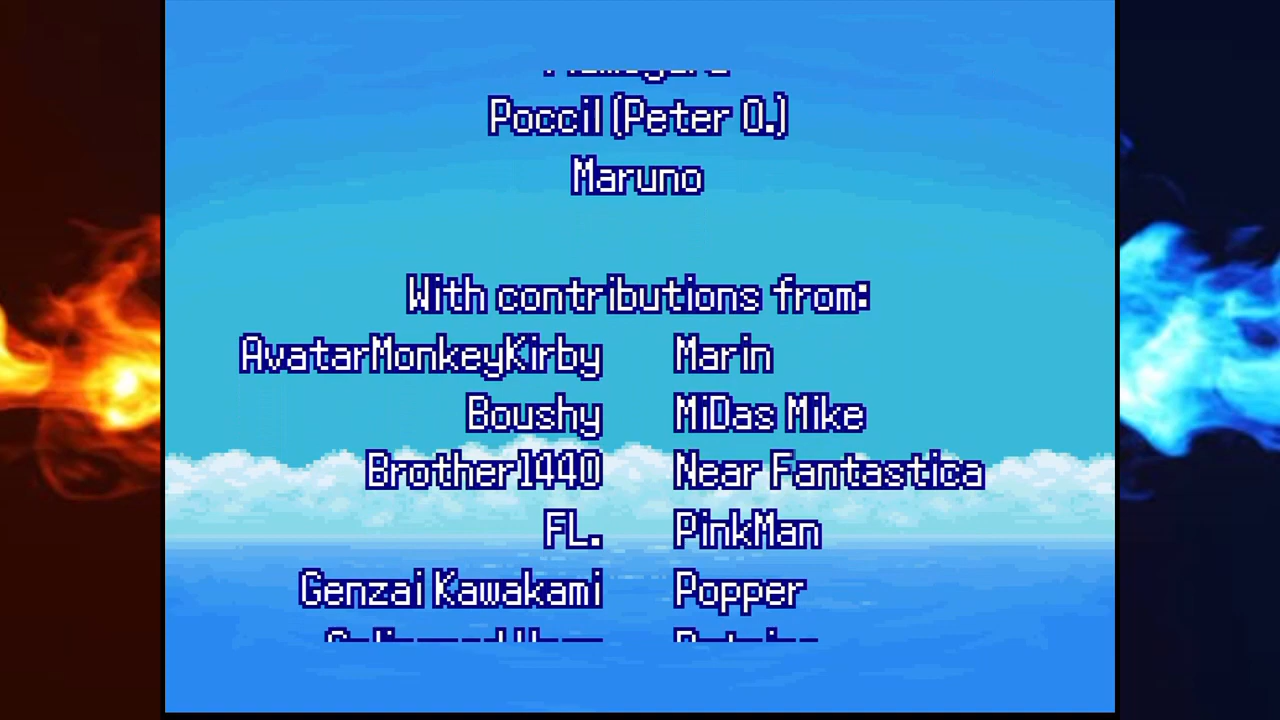 Poccil (Peter O.)
Maruno
With contributions from:
AvatarMonkeyKirby Marin
Boushy MiDas Mike
Brother1440 Near Fantastica
FL. PinkMan
Genzai Kawakami Popper